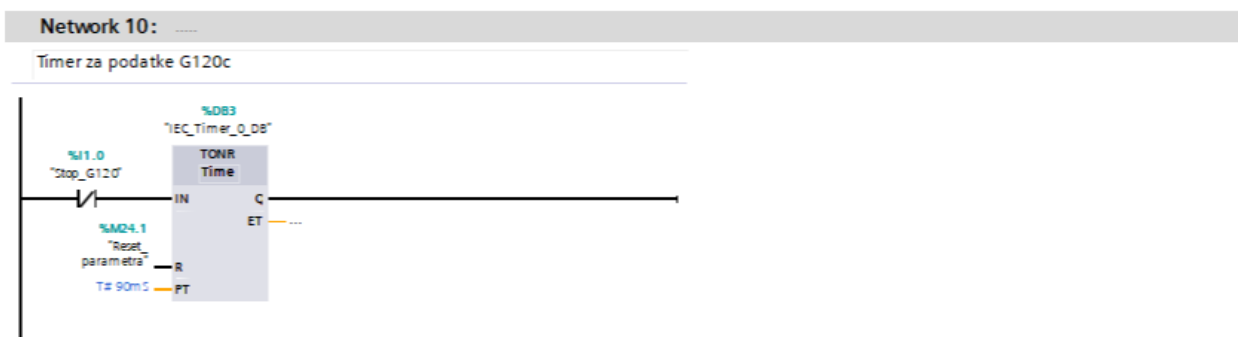 Network 10: .....
Timer za podatke G120c
%DB3
"IEC_Timer_0_DB"
%I1.0
"Stop_G120"
TONR
Time
IN
Q
ET
...
%M24.1
"Reset_
parametra"
R
T# 90mS
PT